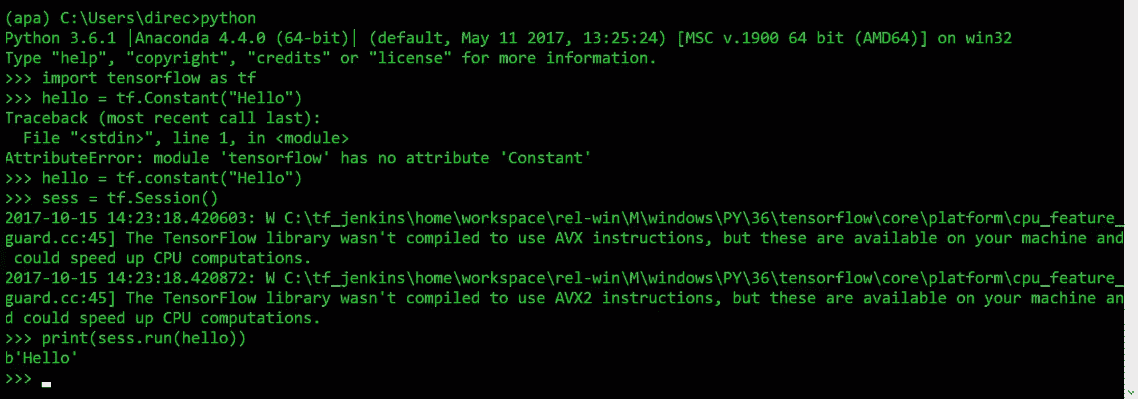 (apa) C:\Users\direc>python
Python 3.6.1 |Anaconda 4.4.0 (64-bit)| (default, May 11 2017, 13:25:24) [MSC v.1900 64 bit (AMD64)] on win32
Type "help", "copyright", "credits" or "license" for more information.
>>> import tensorflow as tf
>>> hello = tf.Constant("Hello")
Traceback (most recent call last):
  File "<stdin>", line 1, in <module>
AttributeError: module 'tensorflow' has no attribute 'Constant'
>>> hello = tf.constant("Hello")
>>> sess = tf.Session()
2017-10-15 14:23:18.420603: W C:\tf_jenkins\home\workspace\rel-win\M\windows\PY\36\tensorflow\core\platform\cpu_feature_
guard.cc:45] The TensorFlow library wasn't compiled to use AVX instructions, but these are available on your machine and
 could speed up CPU computations.
2017-10-15 14:23:18.420872: W C:\tf_jenkins\home\workspace\rel-win\M\windows\PY\36\tensorflow\core\platform\cpu_feature_
guard.cc:45] The TensorFlow library wasn't compiled to use AVX2 instructions, but these are available on your machine an
d could speed up CPU computations.
>>> print(sess.run(hello))
b'Hello'
>>>